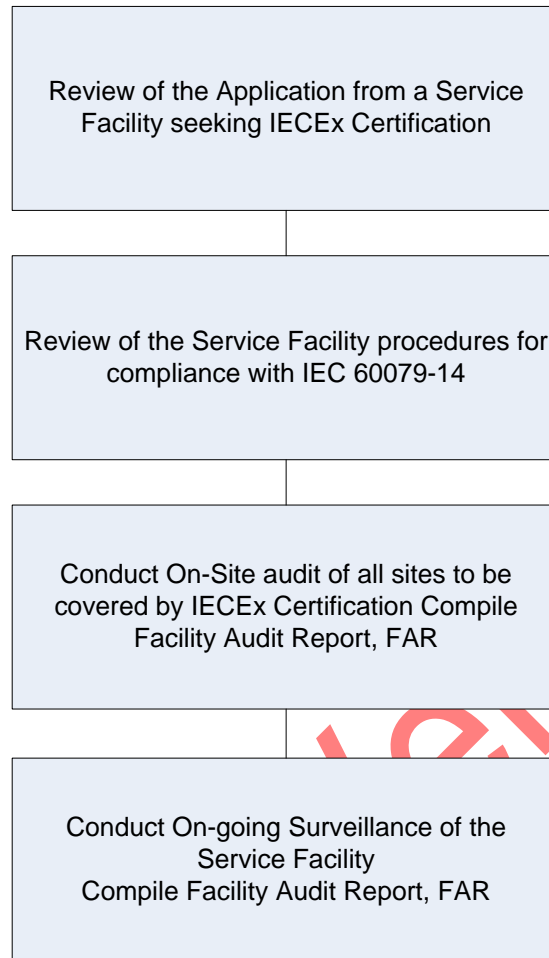 Review of the Application from a Service
Facility seeking IECEx Certification
Review of the Service Facility procedures for
compliance with IEC 60079-14
Conduct On-Site audit of all sites to be
covered by IECEx Certification Compile
Facility Audit Report, FAR
Conduct On-going Surveillance of the
Service Facility
Compile Facility Audit Report, FAR